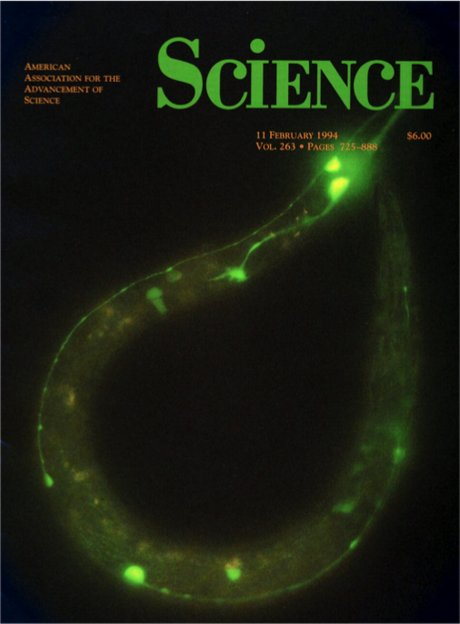 AMERICAN
ASSOCIATION FOR THE
ADVANCEMENT OF
SCIENCE
SCIENCE
11 FEBRUARY 1994 $6.00
VOL. 263 • PAGES 725–888